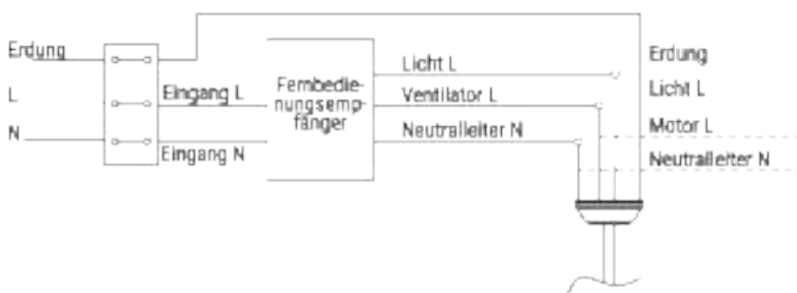 Erdung
L
N
Eingang L
Eingang N
Fernbedie-
nungsemp-
fänger
Licht L
Ventilator L
Neutralleiter N
Erdung
Licht L
Motor L
Neutralleiter N